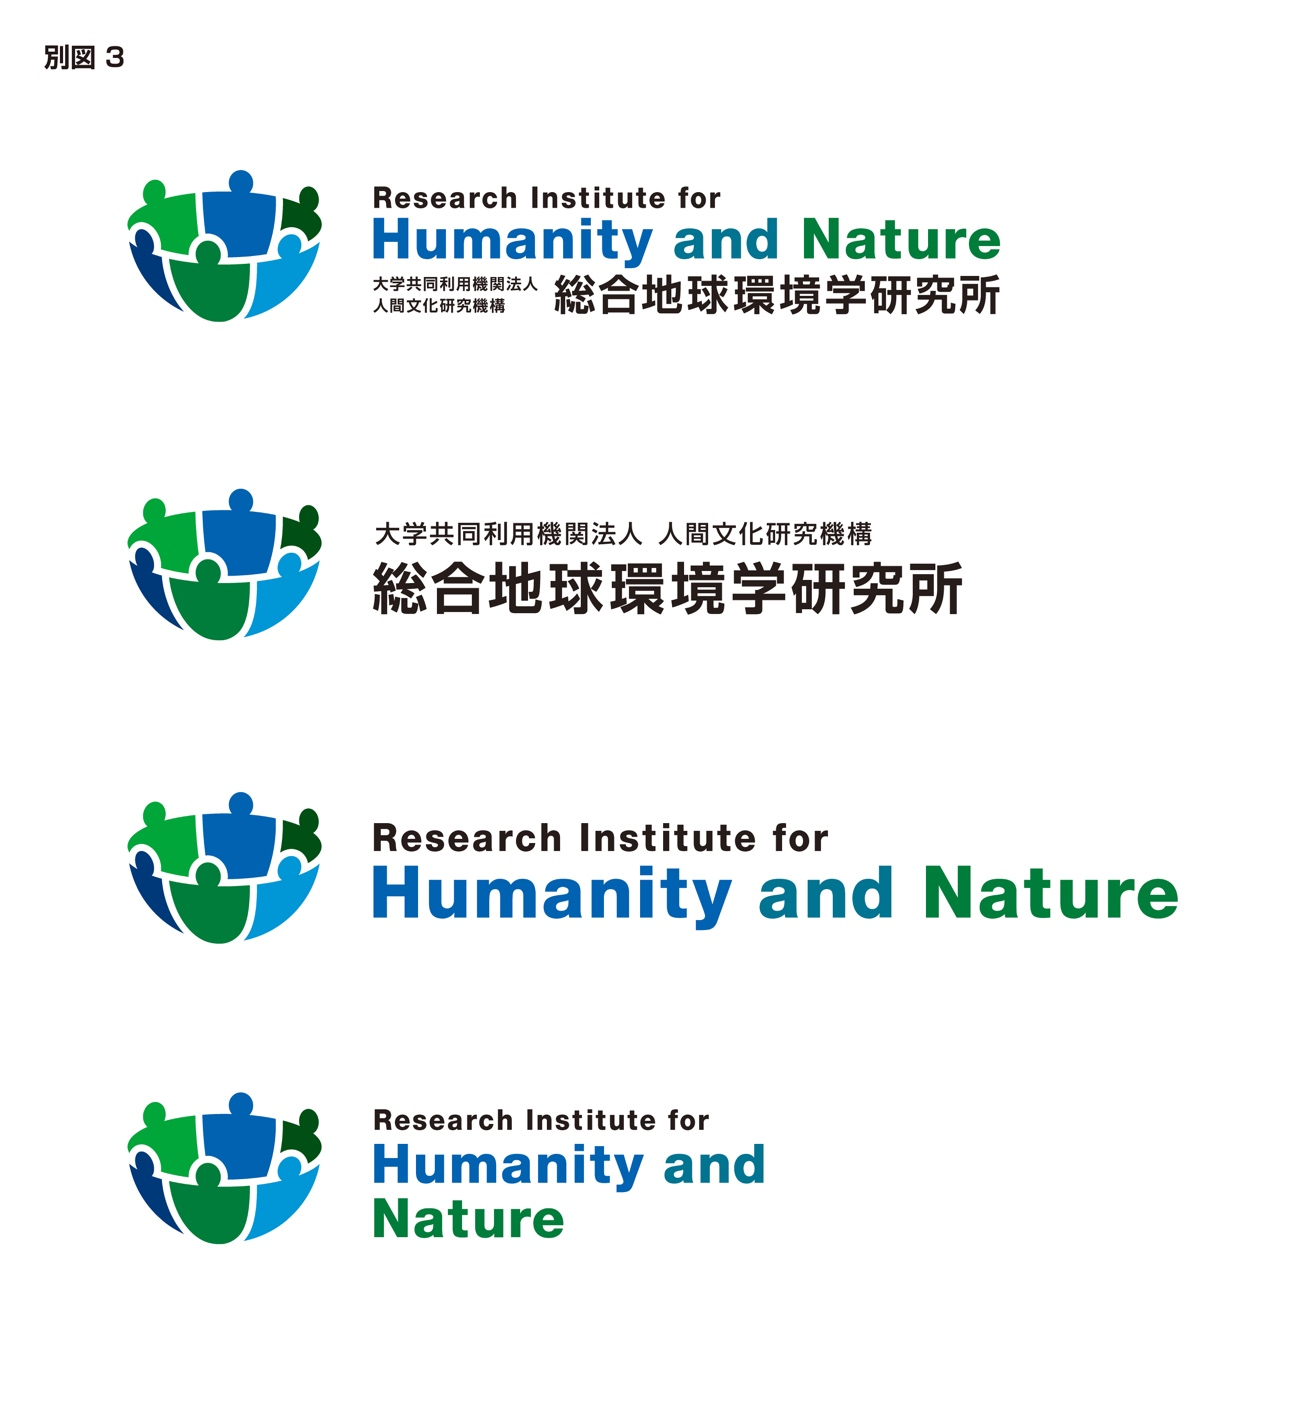 別図 3
Research Institute for
Humanity and Nature
大学共同利用機関法人
人間文化研究機構
総合地球環境学研究所
大学共同利用機関法人 人間文化研究機構
総合地球環境学研究所
Research Institute for
Humanity and Nature
Research Institute for
Humanity and
Nature